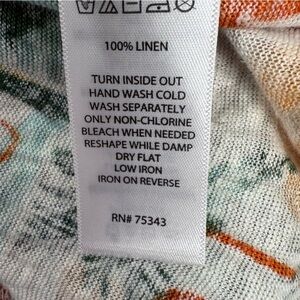 100% LINEN
TURN INSIDE OUT
HAND WASH COLD
WASH SEPARATELY
ONLY NON-CHLORINE
BLEACH WHEN NEEDED
RESHAPE WHILE DAMP
DRY FLAT
LOW IRON
IRON ON REVERSE
RN# 75343